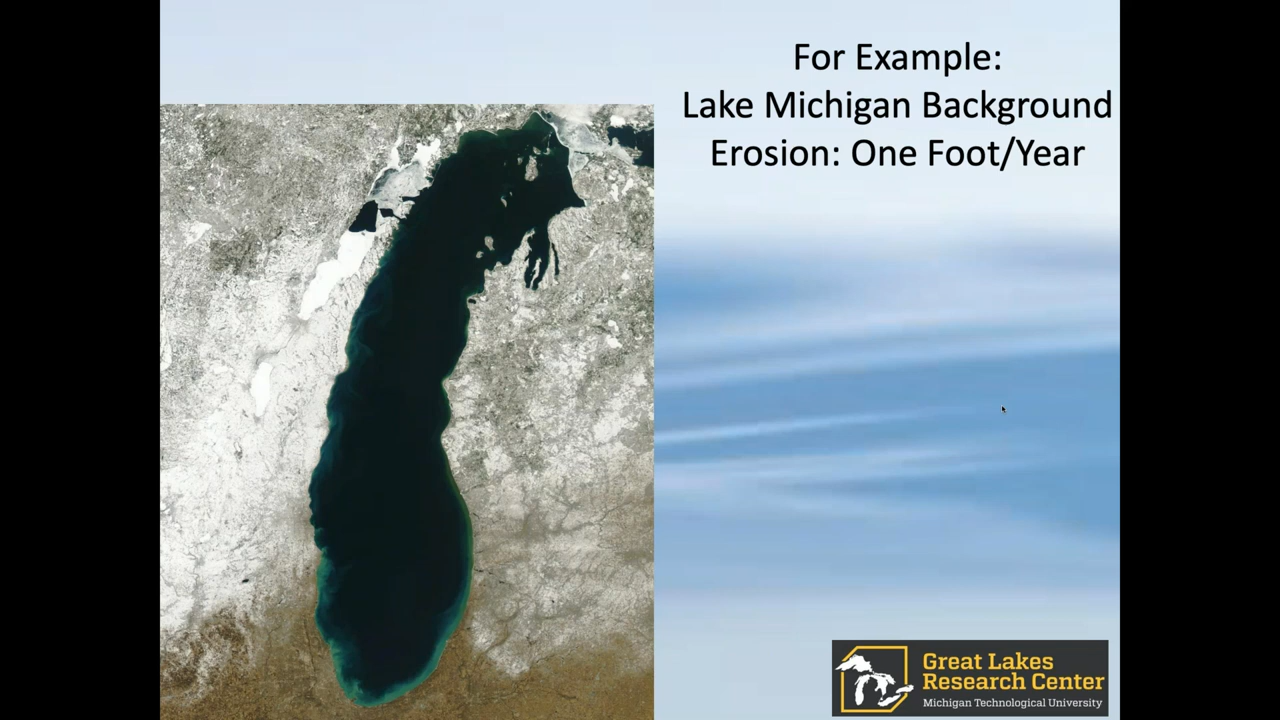 For Example:
Lake Michigan Background
Erosion: One Foot/Year
Great Lakes
Research Center
Michigan Technological University